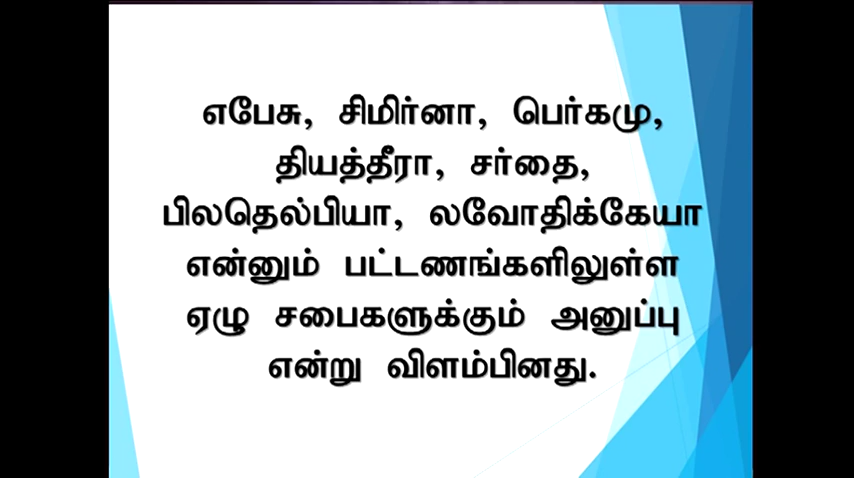 எபேசு, சிமிர்னா, பெர்கமு,
தியத்தீரா, சர்தை,
பிலதெல்பியா, லவோதிக்கேயா
என்னும் பட்டணங்களிலுள்ள
ஏழு சபைகளுக்கும் அனுப்பு
என்று விளம்பினது.